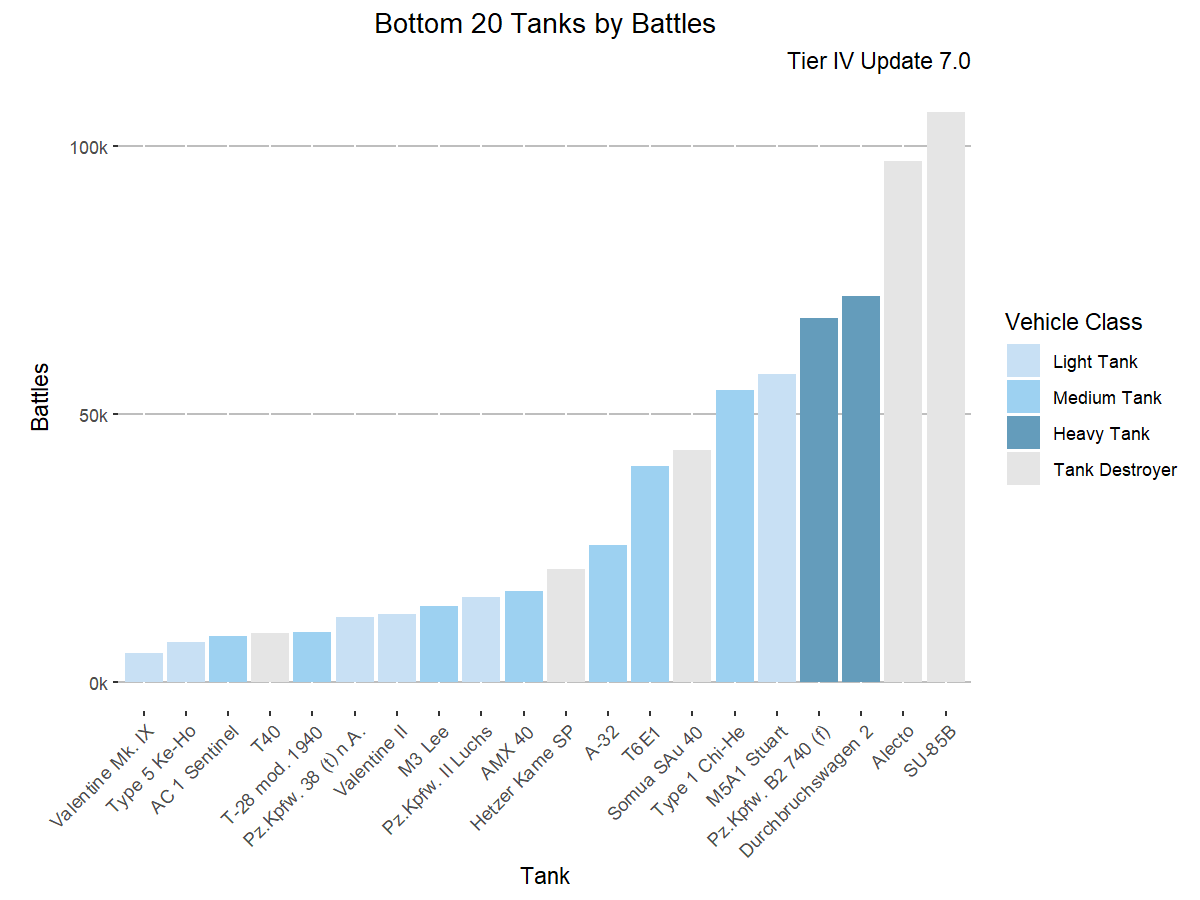 Bottom 20 Tanks by Battles
Tier IV Update 7.0
100k
50k
0k
Battles
Valentine Mk. IX
Type 5 Ke-Ho
AC 1 Sentinel
T40
T-28 mod. 1940
Pz.Kpfw. 38 (t) n.A.
Valentine II
M3 Lee
Pz.Kpfw. II Luchs
AMX 40
Hetzer Kame SP
A-32
T6E1
Somua SAu 40
Type 1 Chi-He
M5A1 Stuart
Pz.Kpfw. B2 740 (f)
Durchbruchswagen 2
Alecto
SU-85B
Tank
Vehicle Class
Light Tank
Medium Tank
Heavy Tank
Tank Destroyer